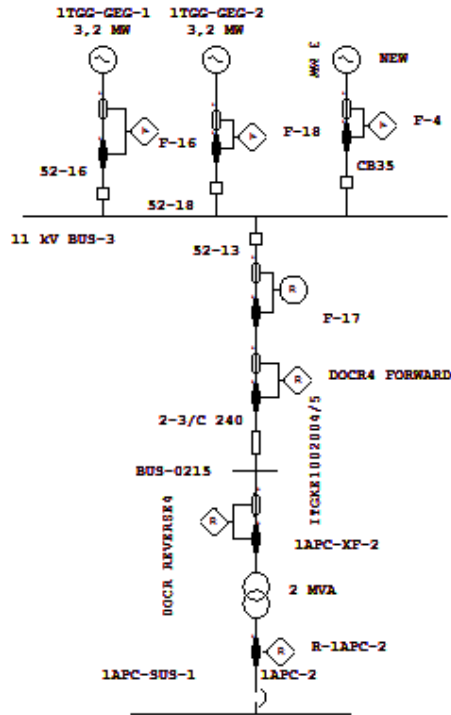 1TGG-GEG-1 1TGG-GEG-2
3,2 MW 3,2 MW
NEW
F-16 F-18 F-4
52-16 CB35
52-18
11 kV BUS-3
52-13
R
F-17
R
DOCR4 FORWARD
2-3/C 240
ITGKE1002004/5
BUS-0215
R
DOCR REVERSE4
1APC-XF-2
2 MVA
R
R-1APC-2
1APC-SUS-1 1APC-2